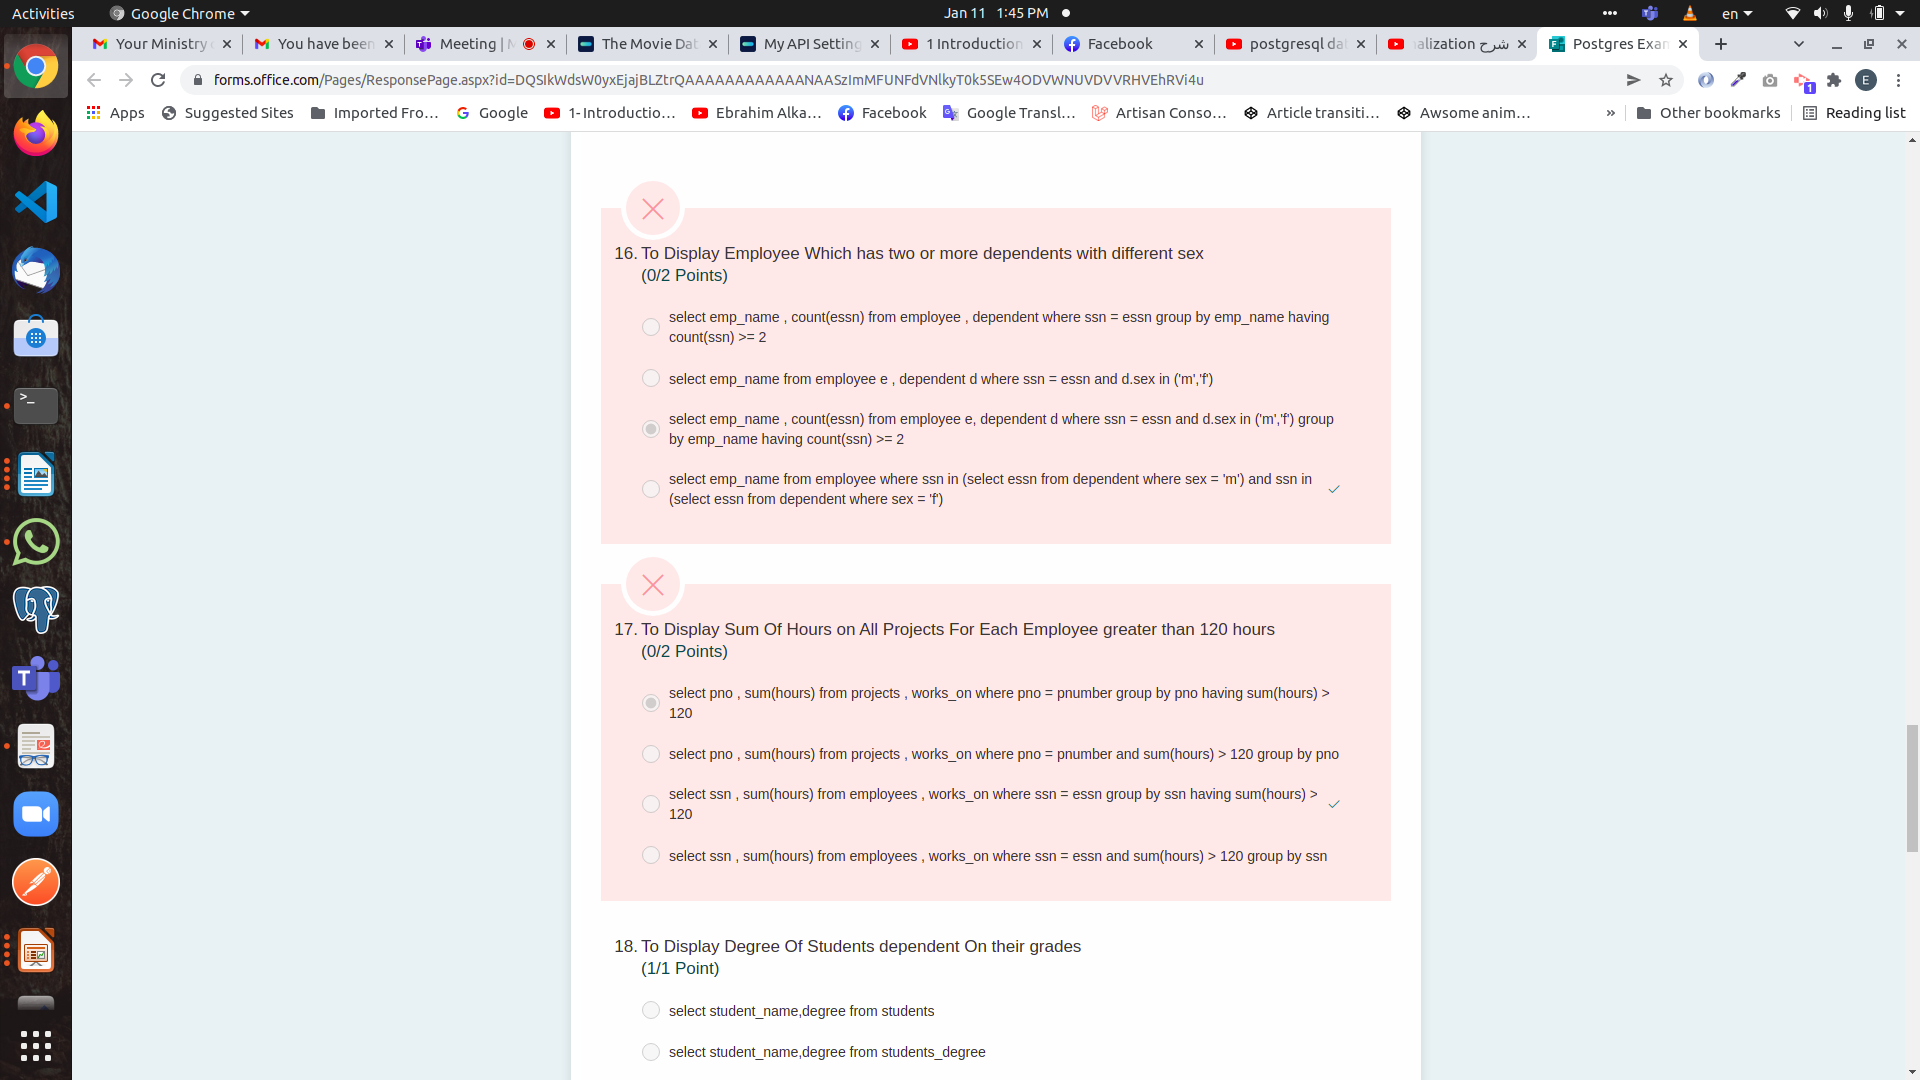 Activities
Google Chrome
Jan 11 1:45 PM
en
Your Ministry
You have been
Meeting | M
The Movie Dat
My API Setting
1 Introduction
Facebook
postgresql dat
alization شرح
Postgres Exam
forms.office.com/Pages/ResponsePage.aspx?id=DQSIkWdsW0yxEjajBLZtrQAAAAAAAAAAAANAASzImMFUNFdVNlkyT0k5SEw4ODVWNUVDVVRHVEhRVi4u
E
1
Apps
Suggested Sites
Imported Fro...
Google
1- Introductio...
Ebrahim Alka...
Facebook
Google Transl...
Artisan Conso...
Article transiti...
Awsome anim...
»
Other bookmarks
Reading list
16. To Display Employee Which has two or more dependents with different sex
(0/2 Points)
select emp_name , count(essn) from employee , dependent where ssn = essn group by emp_name having
count(ssn) >= 2
select emp_name from employee e , dependent d where ssn = essn and d.sex in ('m','f')
select emp_name , count(essn) from employee e, dependent d where ssn = essn and d.sex in ('m','f') group
by emp_name having count(ssn) >= 2
select emp_name from employee where ssn in (select essn from dependent where sex = 'm') and ssn in
(select essn from dependent where sex = 'f')
17. To Display Sum Of Hours on All Projects For Each Employee greater than 120 hours
(0/2 Points)
select pno , sum(hours) from projects , works_on where pno = pnumber group by pno having sum(hours) >
120
select pno , sum(hours) from projects , works_on where pno = pnumber and sum(hours) > 120 group by pno
select ssn , sum(hours) from employees , works_on where ssn = essn group by ssn having sum(hours) >
120
select ssn , sum(hours) from employees , works_on where ssn = essn and sum(hours) > 120 group by ssn
18. To Display Degree Of Students dependent On their grades
(1/1 Point)
select student_name,degree from students
select student_name,degree from students_degree